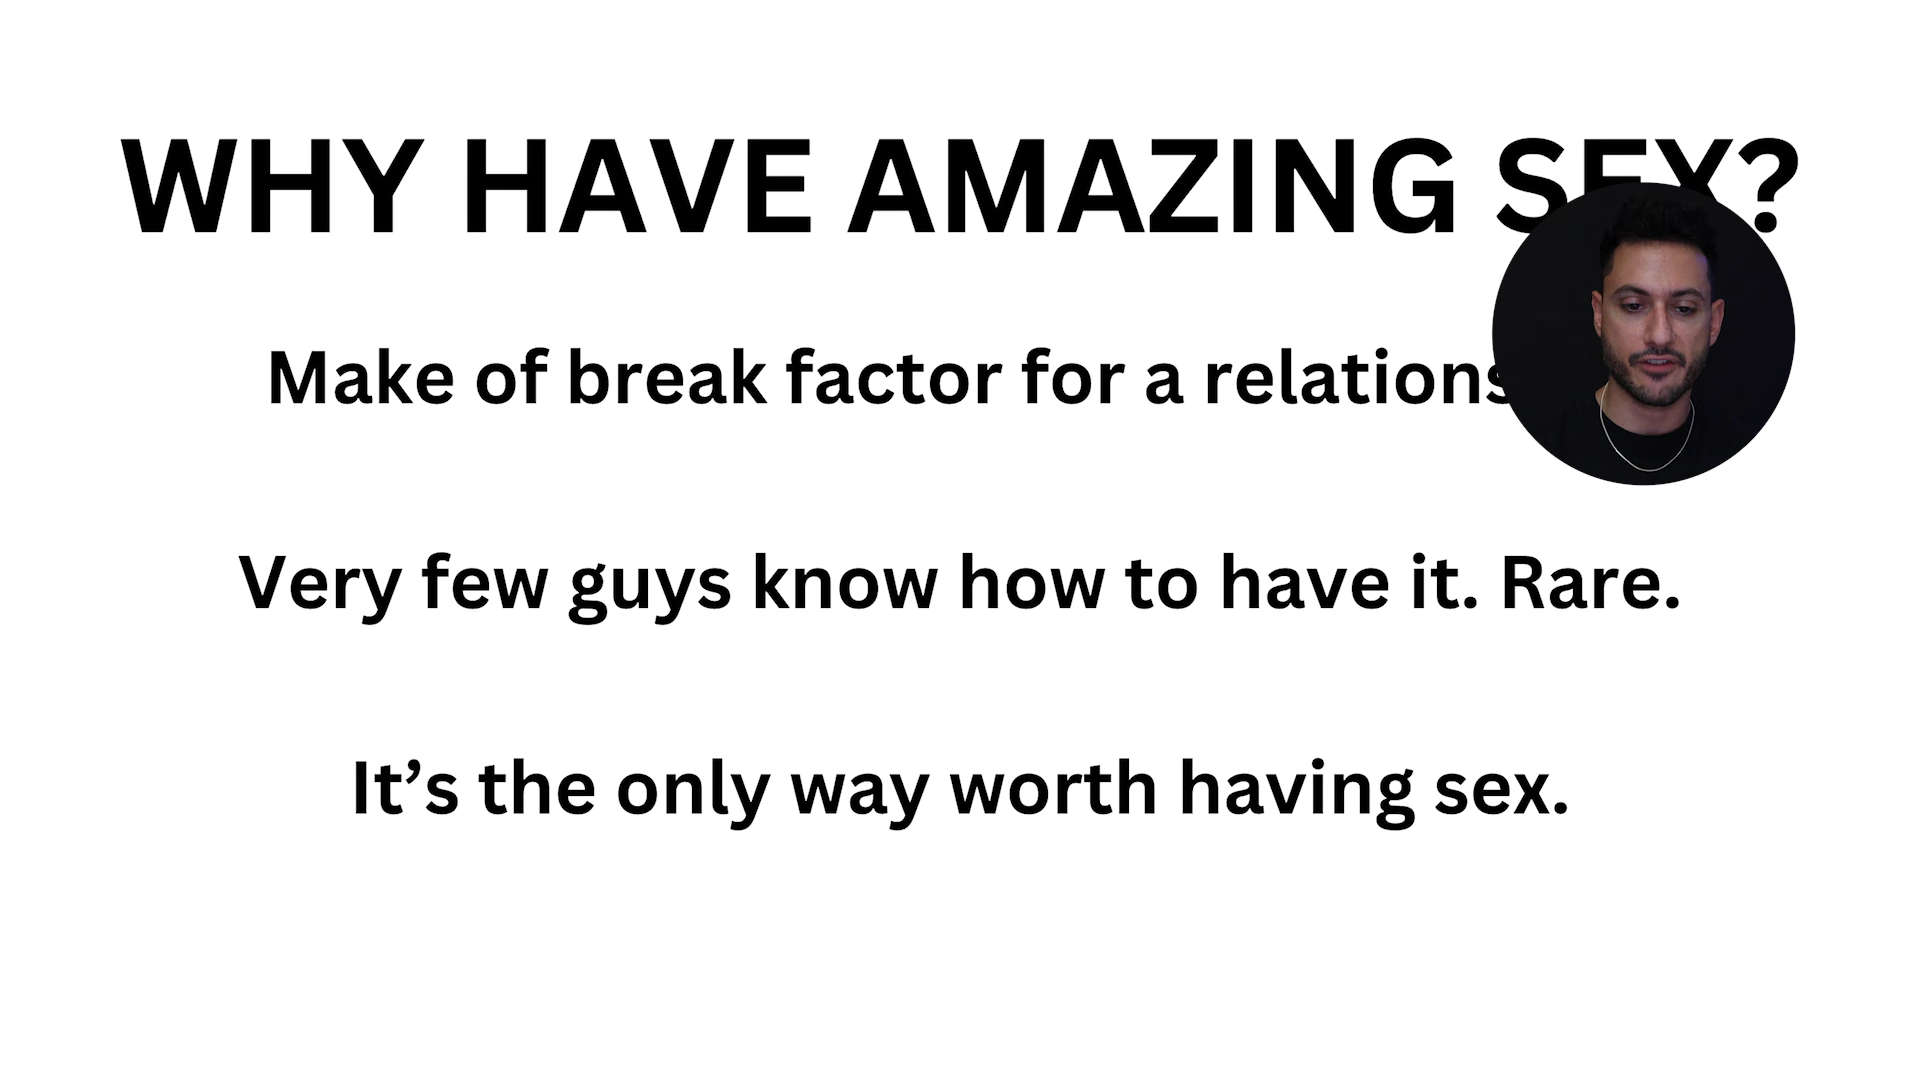 WHY HAVE AMAZING SEX?
Make of break factor for a
Very few guys know how to have it. Rare.
It’s the only way worth having sex.